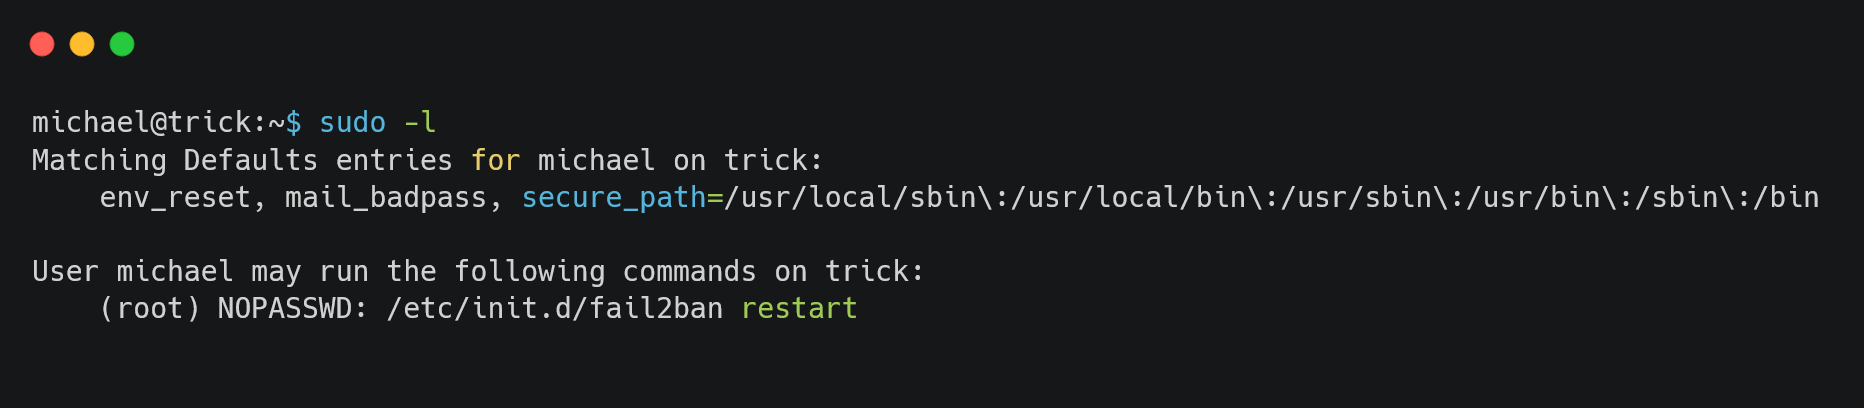 michael@trick:~$ sudo -l
Matching Defaults entries for michael on trick:
    env_reset, mail_badpass, secure_path=/usr/local/sbin\:/usr/local/bin\:/usr/sbin\:/usr/bin\:/sbin\:/bin

User michael may run the following commands on trick:
    (root) NOPASSWD: /etc/init.d/fail2ban restart